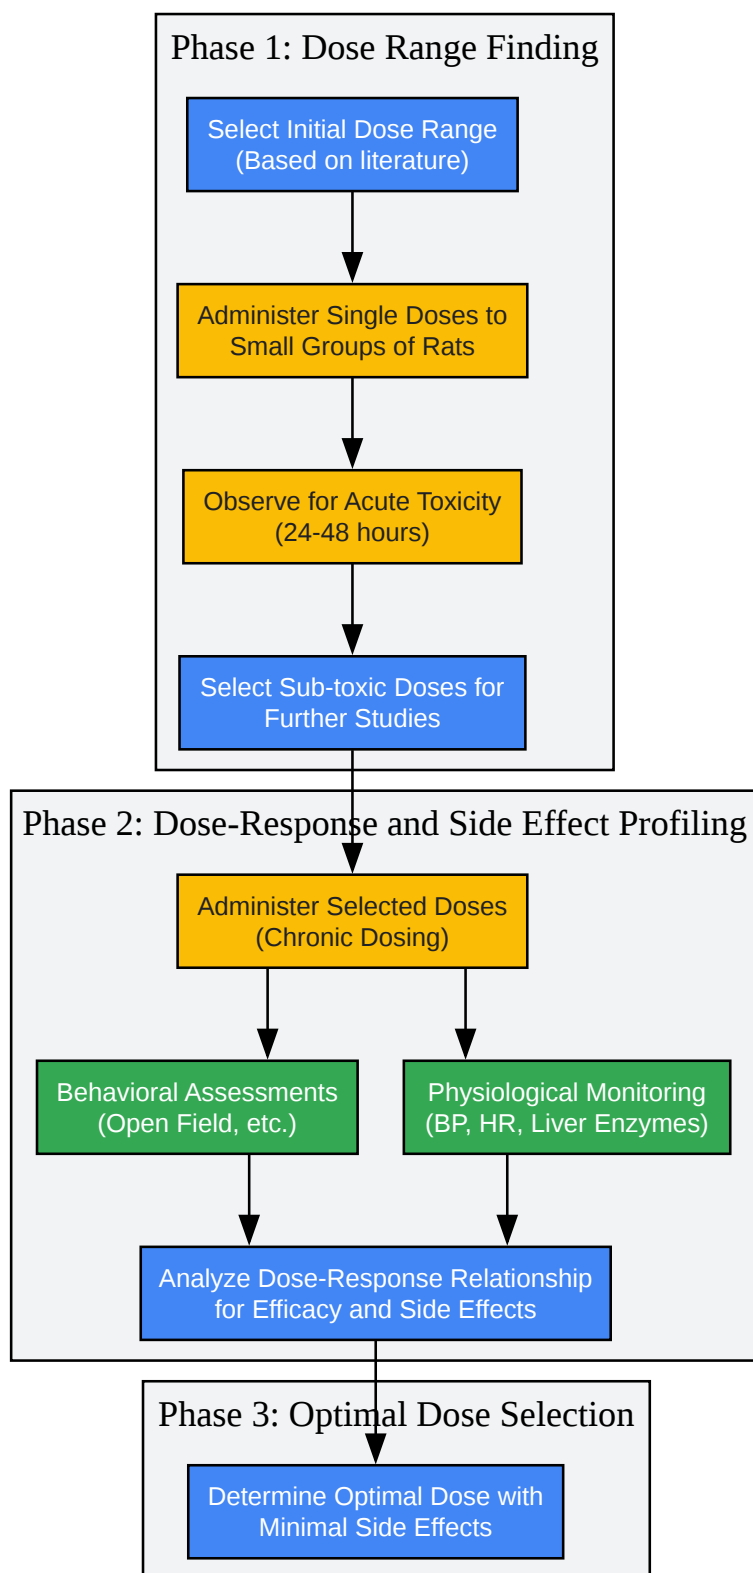 Phase 1: Dose Range Finding
Select Initial Dose Range
(Based on literature)
Administer Single Doses to
Small Groups of Rats
Observe for Acute Toxicity
(24-48 hours)
Select Sub-toxic Doses for
Further Studies
Phase 2: Dose-Response and Side Effect Profiling
Administer Selected Doses
(Chronic Dosing)
Behavioral Assessments
(Open Field, etc.)
Physiological Monitoring
(BP, HR, Liver Enzymes)
Analyze Dose-Response Relationship
for Efficacy and Side Effects
Phase 3: Optimal Dose Selection
Determine Optimal Dose with
Minimal Side Effects